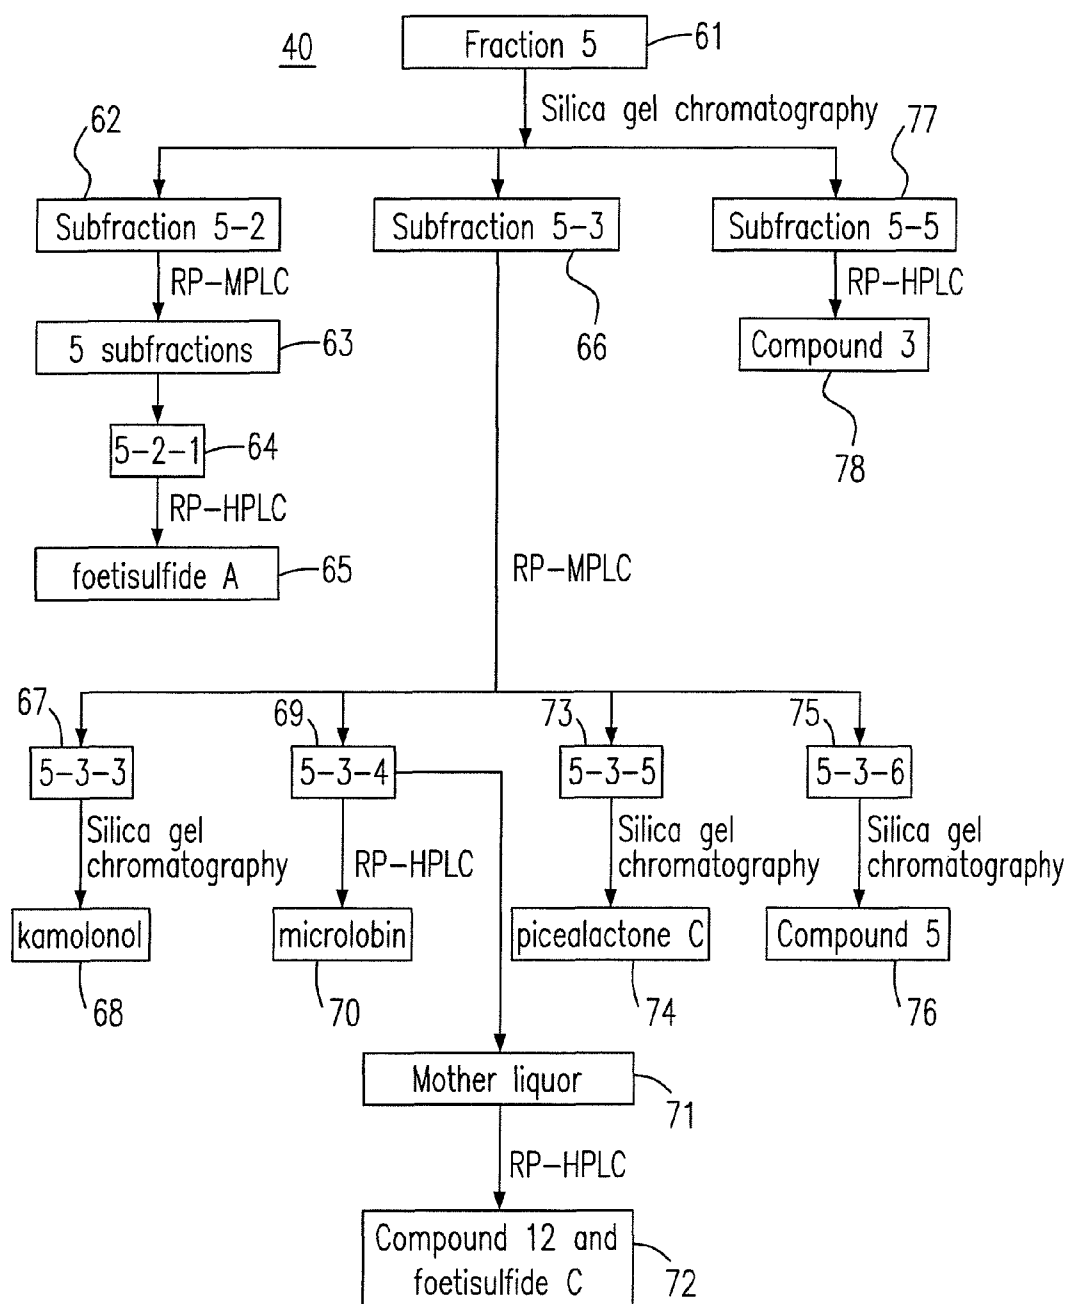 40
Fraction 5
61
Silica gel chromatography
62
77
Subfraction 5-2
Subfraction 5-3
Subfraction 5-5
RP-MPLC
RP-HPLC
66
5 subfractions
63
Compound 3
78
5-2-1
64
RP-HPLC
foetisulfide A
65
RP-MPLC
67
69
73
75
5-3-3
5-3-4
5-3-5
5-3-6
Silica gel
chromatography
RP-HPLC
Silica gel
chromatography
Silica gel
chromatography
kamolonol
microlobin
picealactone C
Compound 5
68
70
74
76
Mother liquor
71
RP-HPLC
Compound 12 and
foetisulfide C
72